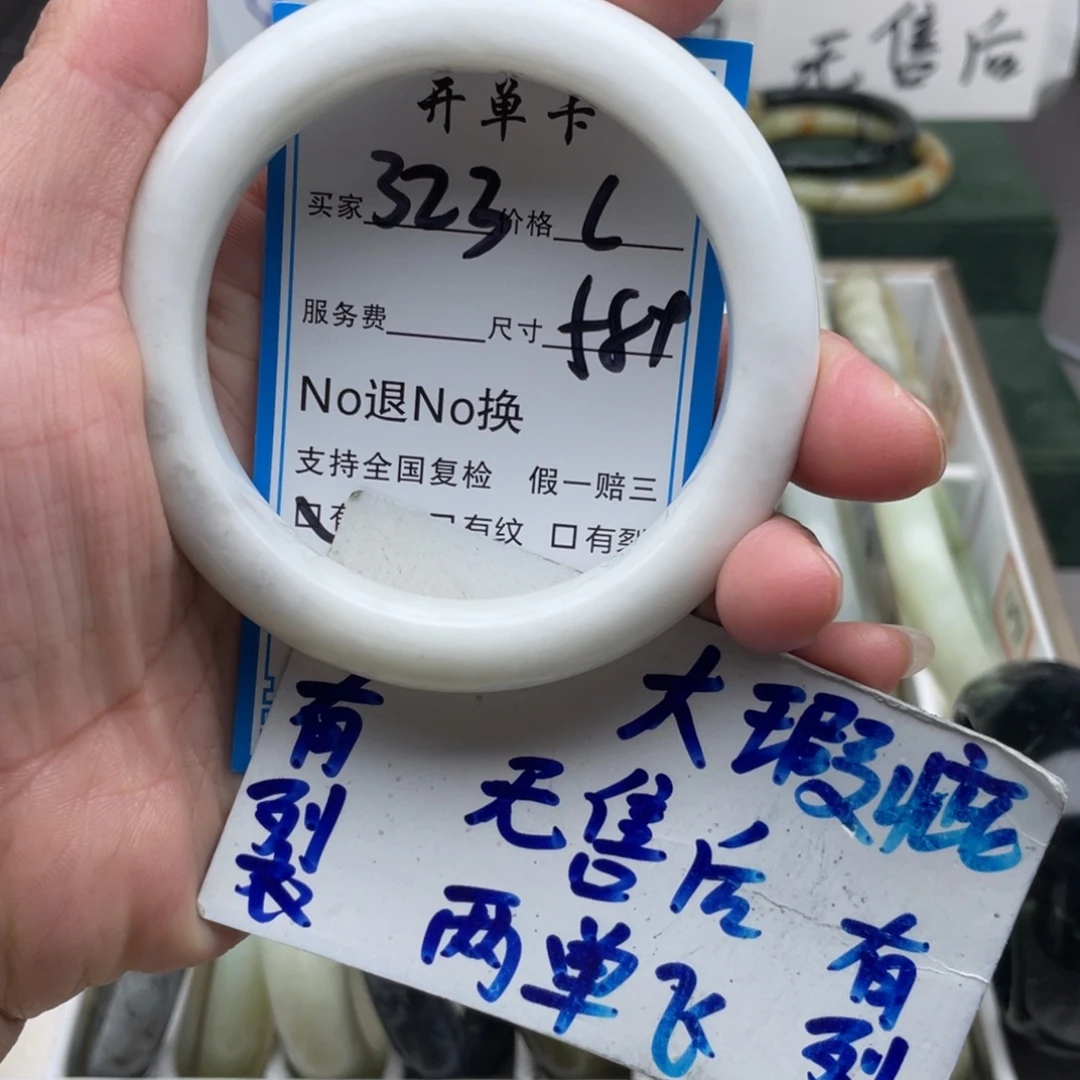 无售后
开单卡
买家 323 价格 L
服务费 尺寸 58
No退No换
支持全国复检 假一赔三
有纹 口有裂
有裂 大瑕疵
无售后
两单飞
有裂